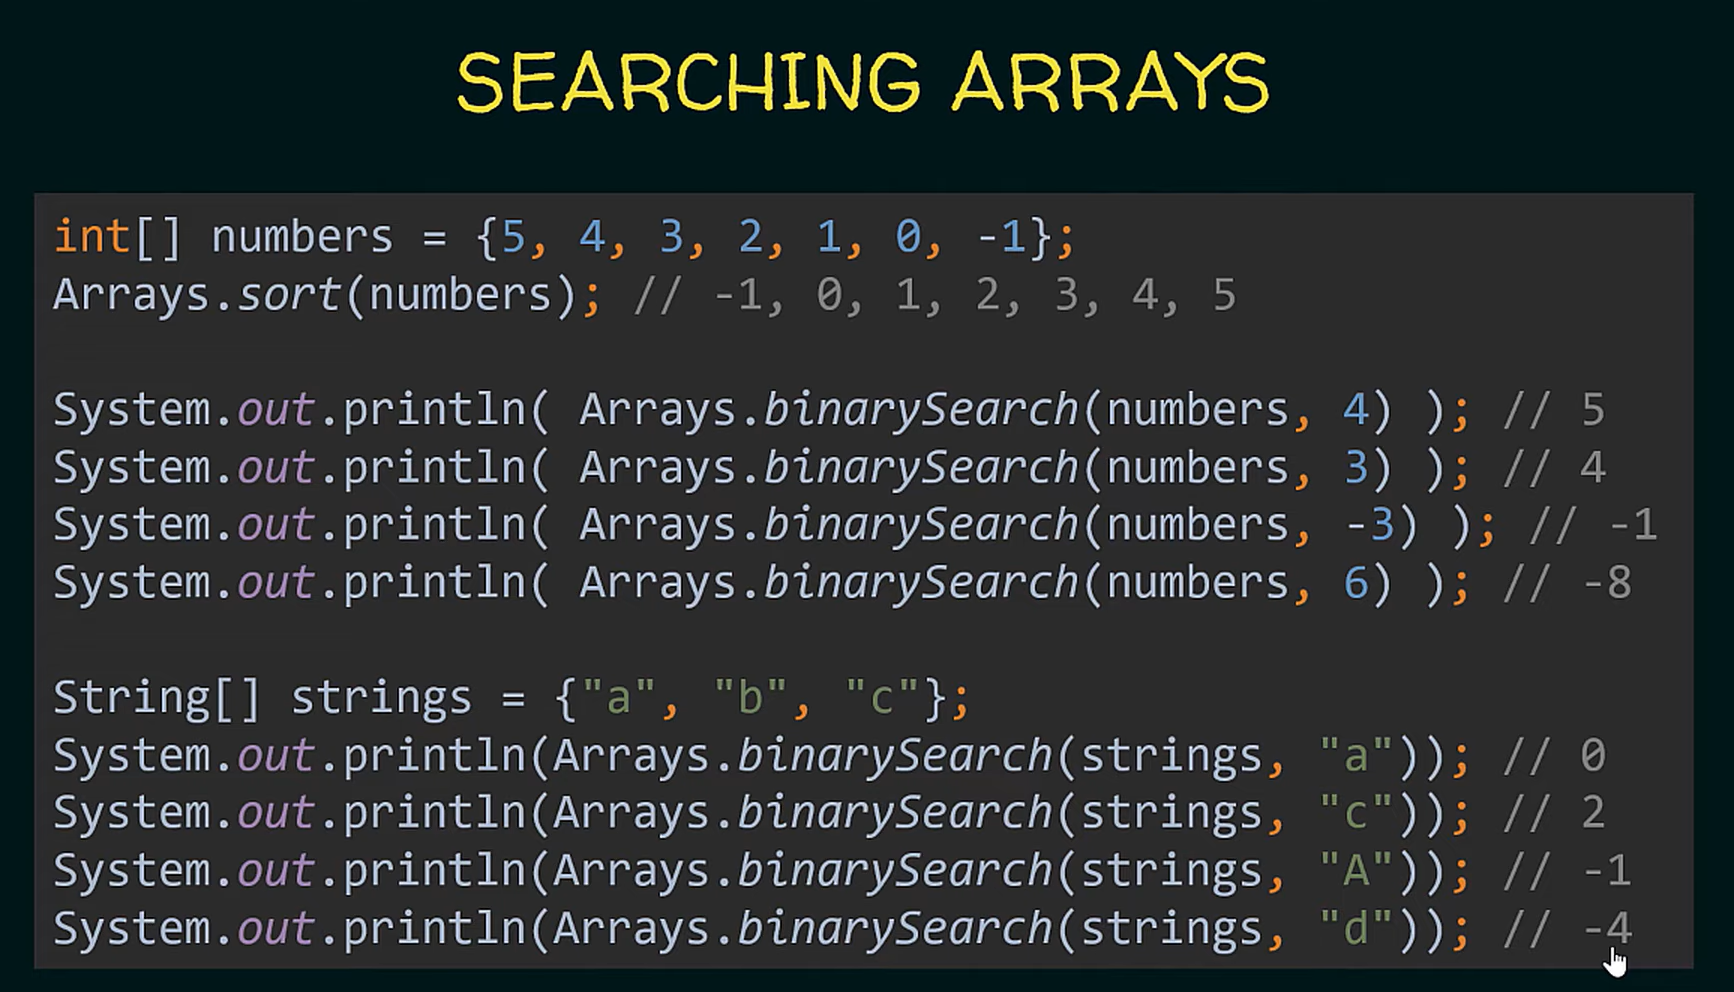 SEARCHING ARRAYS
int[] numbers = {5, 4, 3, 2, 1, 0, -1};
Arrays.sort(numbers); // -1, 0, 1, 2, 3, 4, 5
System.out.println( Arrays.binarySearch(numbers, 4) ); // 5
System.out.println( Arrays.binarySearch(numbers, 3) ); // 4
System.out.println( Arrays.binarySearch(numbers, -3) ); // -1
System.out.println( Arrays.binarySearch(numbers, 6) ); // -8
String[] strings = {"a", "b", "c"};
System.out.println(Arrays.binarySearch(strings, "a")); // 0
System.out.println(Arrays.binarySearch(strings, "c")); // 2
System.out.println(Arrays.binarySearch(strings, "A")); // -1
System.out.println(Arrays.binarySearch(strings, "d")); // -4